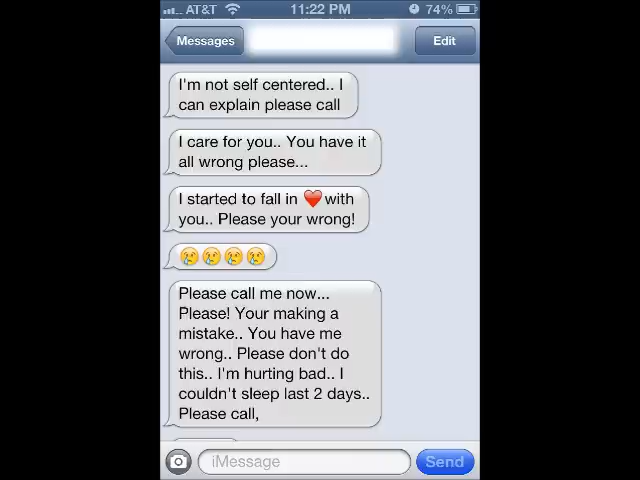 AT&T 11:22 PM 74%
Messages Edit
I'm not self centered.. I
can explain please call
I care for you.. You have it
all wrong please...
I started to fall in ❤️with
you.. Please your wrong!
😢😢😢😢
Please call me now...
Please! Your making a
mistake.. You have me
wrong.. Please don't do
this.. I'm hurting bad.. I
couldn't sleep last 2 days..
Please call,
iMessage Send